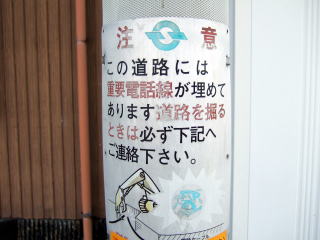 注 意
この道路には
重要電話線が埋めて
あります道路を掘る
ときは必ず下記へ
ご連絡下さい。